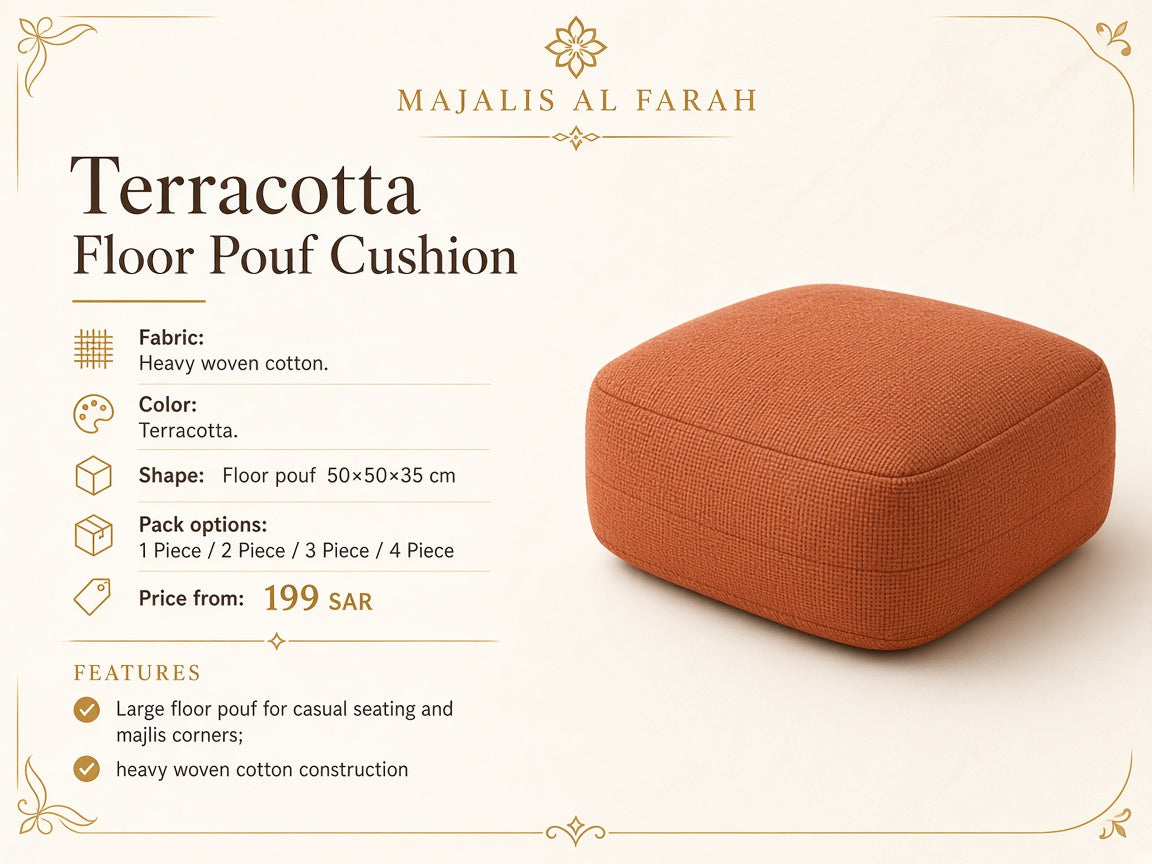 MAJALIS AL FARAH
Terracotta
Floor Pouf Cushion
Fabric:
Heavy woven cotton.
Color:
Terracotta.
Shape: Floor pouf 50×50×35 cm
Pack options:
1 Piece / 2 Piece / 3 Piece / 4 Piece
Price from: 199 SAR
FEATURES
Large floor pouf for casual seating and
majlis corners;
heavy woven cotton construction